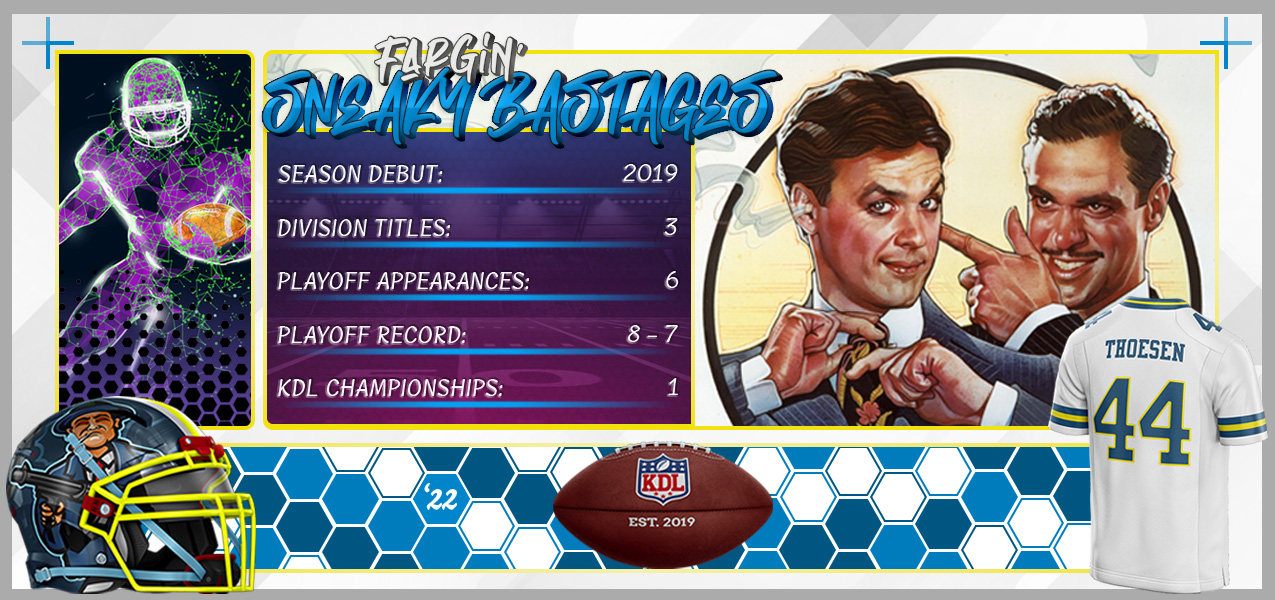 FARGIN'
SNEAKY BASTAGES
SEASON DEBUT: 2019
DIVISION TITLES: 3
PLAYOFF APPEARANCES: 6
PLAYOFF RECORD: 8 – 7
KDL CHAMPIONSHIPS: 1
THOESEN
44
4
'22
KDL
EST. 2019